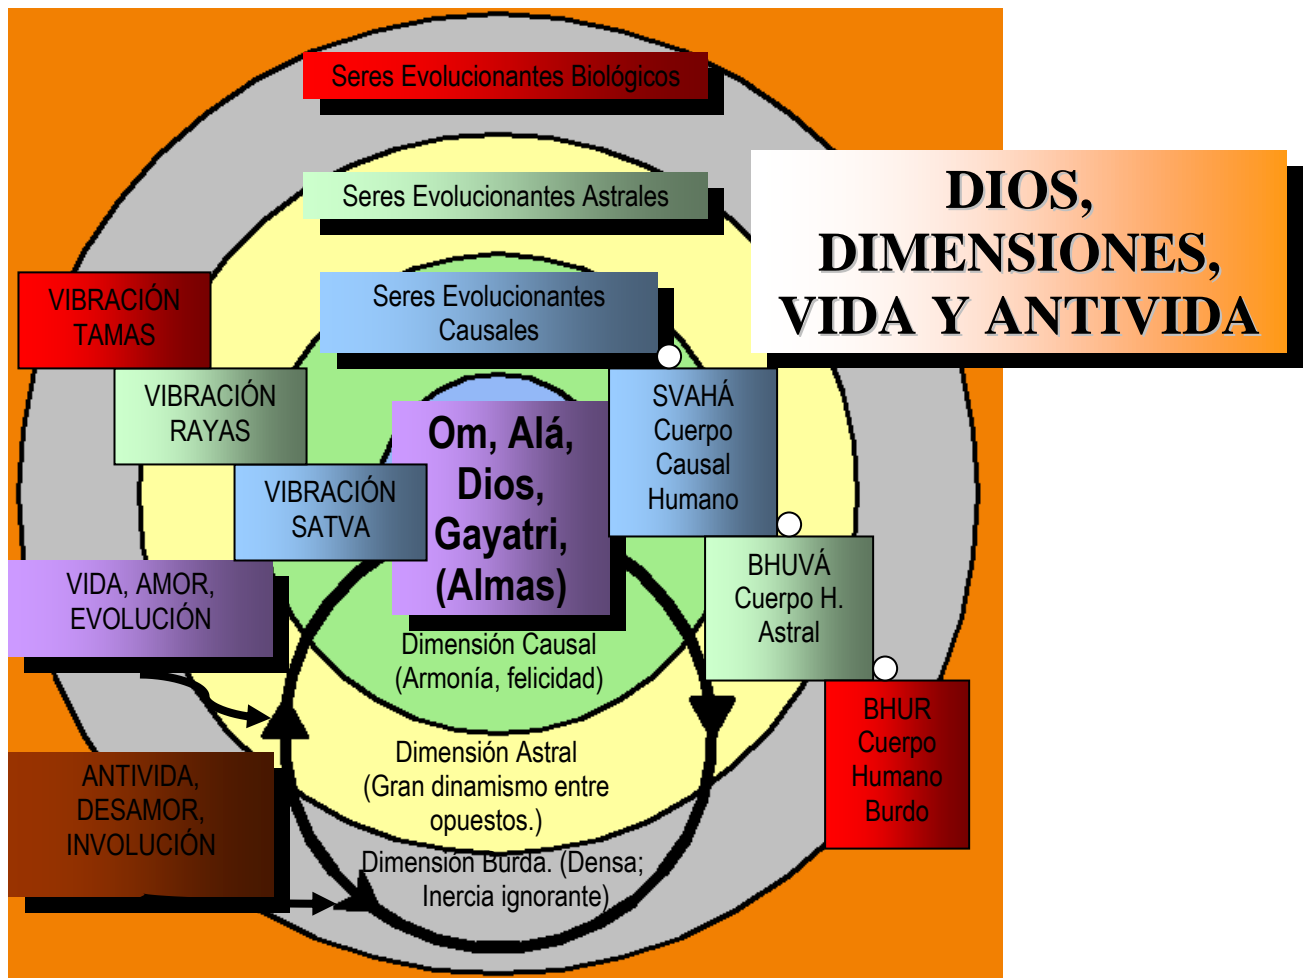 Seres Evolucionantes Biológicos
DIOS,
DIMENSIONES,
VIDA Y ANTIVIDA
Seres Evolucionantes Astrales
Seres Evolucionantes
Causales
VIBRACIÓN
TAMAS
VIBRACIÓN
RAYAS
VIBRACIÓN
SATVA
Om, Alá,
Dios,
Gayatri,
(Almas)
SVAHÁ
Cuerpo
Causal
Humano
BHUVÁ
Cuerpo H.
Astral
BHUR
Cuerpo
Humano
Burdo
VIDA, AMOR,
EVOLUCIÓN
ANTIVIDA,
DESAMOR,
INVOLUCIÓN
Dimensión Causal
(Armonía, felicidad)
Dimensión Astral
(Gran dinamismo entre
opuestos.)
Dimensión Burda. (Densa;
Inercia ignorante)